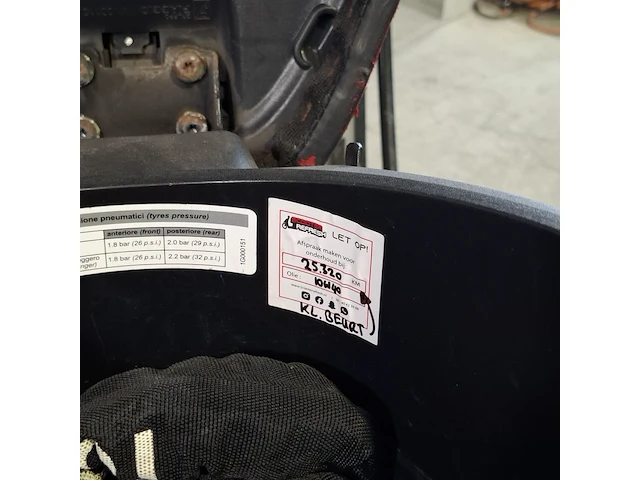 ione pneumatici (tyres pressure)
anteriore (front) posteriore (rear)
1.8 bar (26 p.s.i.) 2.0 bar (29 p.s.i.)
ggero
nger) 1.8 bar (26 p.s.i.) 2.2 bar (32 p.s.i.)
1G000151
LET OP!
Afspraak maken voor
onderhoud bij:
25.320 KM
Olie: 10W40
KL. BEURT